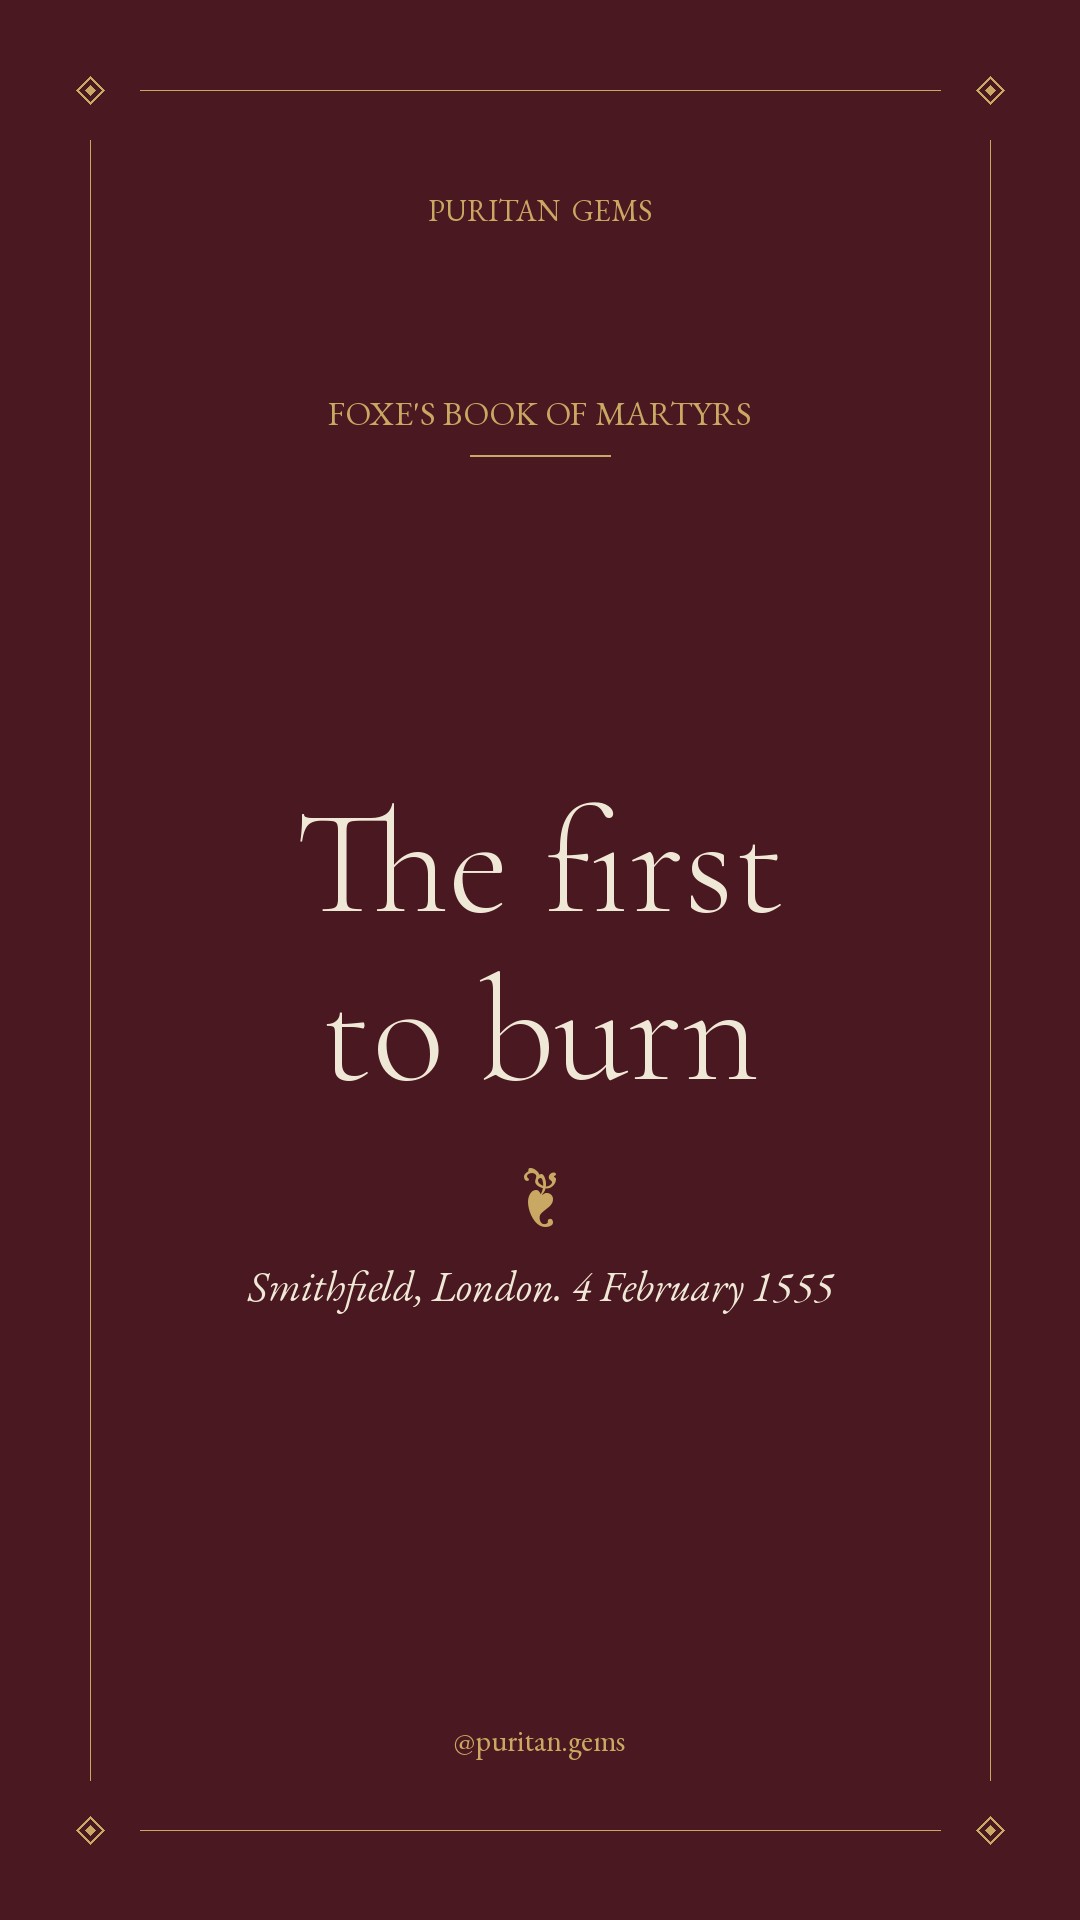 PURITAN GEMS
FOXE'S BOOK OF MARTYRS
The first
to burn
Smithfield, London. 4 February 1555
@puritan.gems